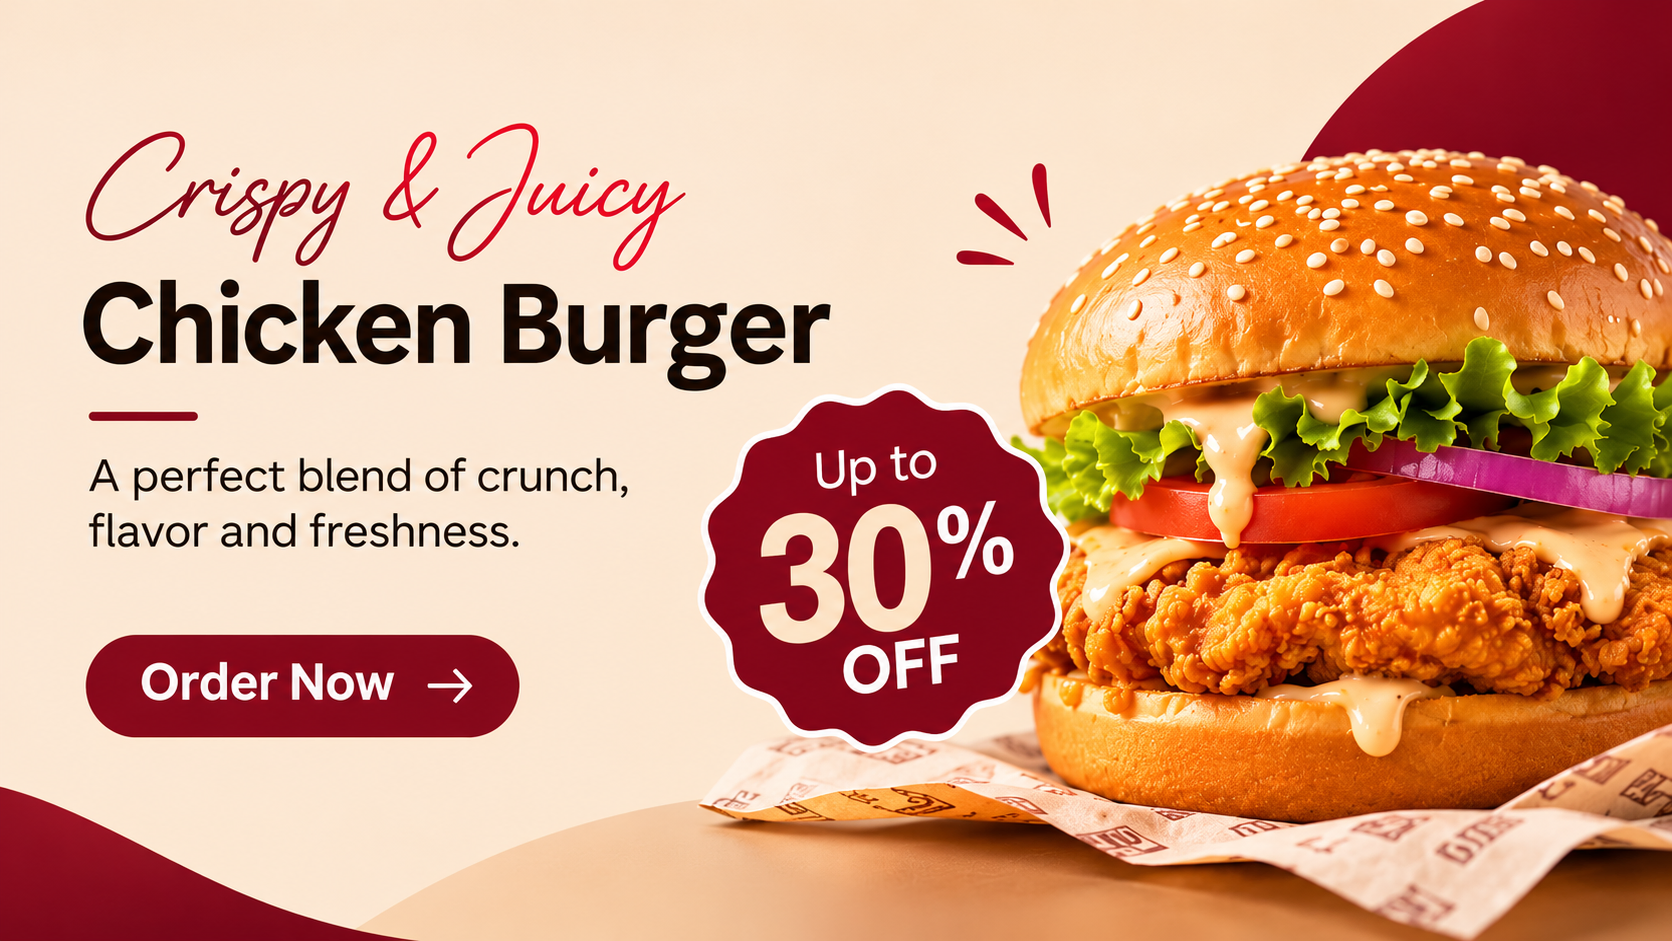 Crispy & Juicy
Chicken Burger
A perfect blend of crunch,
flavor and freshness.
Order Now →
Up to
30%
OFF